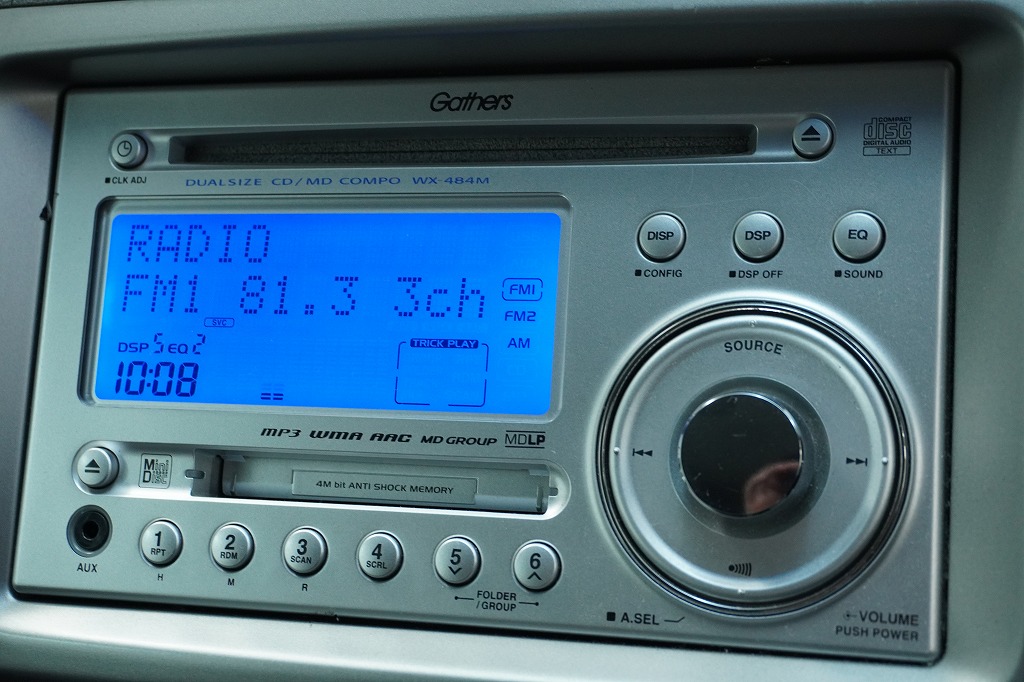 Gathers
COMPACT
disc
DIGITAL AUDIO
TEXT
CLK ADJ
DUALSIZE CD/MD COMPO WX-484M
RADIO
FM1 81.3 3ch
FM1
SVC
FM2
DSP 5 EQ 2
TRICK PLAY
AM
10:08
DISP
DSP
EQ
CONFIG
DSP OFF
SOUND
SOURCE
MP3 WMA AAC MD GROUP MDLP
MD
4M bit ANTI SHOCK MEMORY
AUX
1
RPT
2
RDM
3
SCAN
4
SCRL
5
6
H
M
R
FOLDER
/GROUP
A.SEL
VOLUME
PUSH POWER